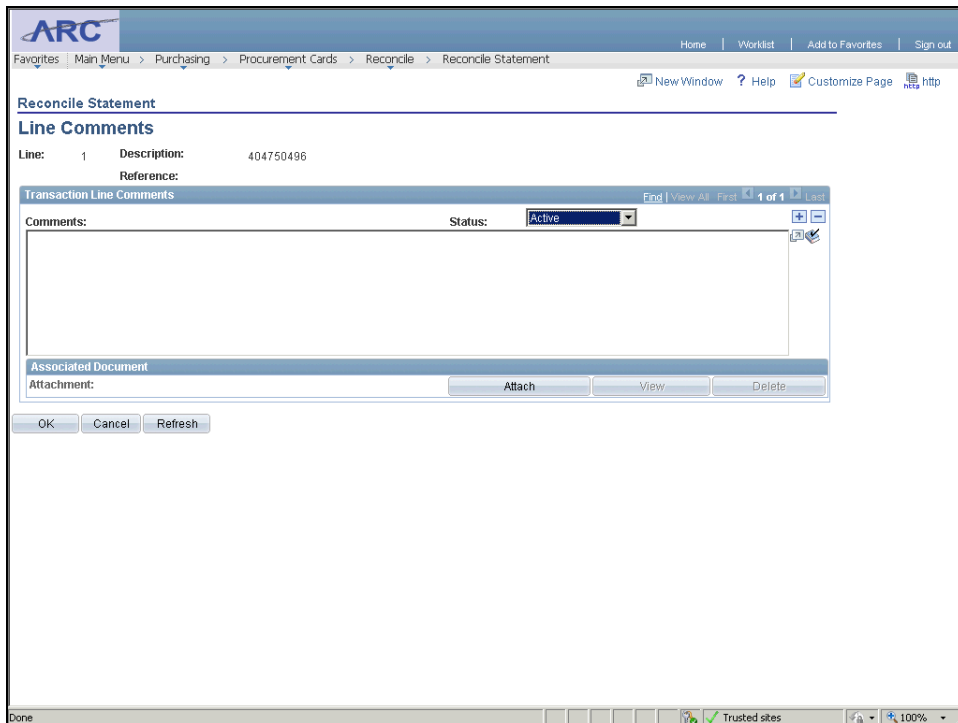 ARC
Home | Worklist | Add to Favorites | Sign out
Favorites | Main Menu > Purchasing > Procurement Cards > Reconcile > Reconcile Statement
New Window ? Help Customize Page http
Reconcile Statement
Line Comments
Line: 1 Description: 404750496
Reference:
Transaction Line Comments Find | View All First 1 of 1 Last
Comments: Status: Active
Associated Document
Attachment: Attach View Delete
OK Cancel Refresh
Done Trusted sites 100%